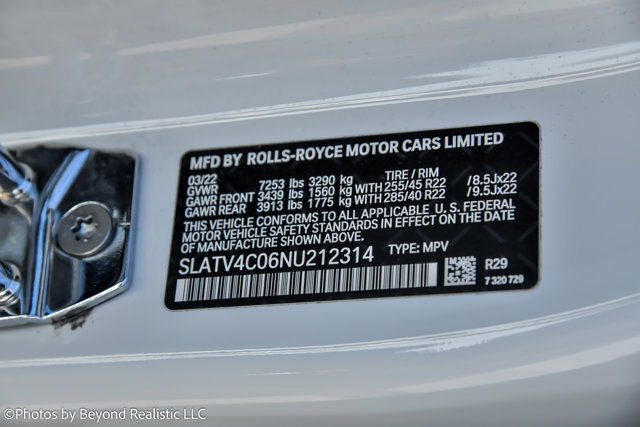 MFD BY ROLLS-ROYCE MOTOR CARS LIMITED
03/22 TIRE / RIM
GVWR 7253 lbs 3290 kg
GAWR FRONT 3439 lbs 1560 kg WITH 255/45 R22 /8.5Jx22
GAWR REAR 3913 lbs 1775 kg WITH 285/40 R22 /9.5Jx22
THIS VEHICLE CONFORMS TO ALL APPLICABLE U.S. FEDERAL
MOTOR VEHICLE SAFETY STANDARDS IN EFFECT ON THE DATE OF
MANUFACTURE SHOWN ABOVE.
SLATV4C06NU212314 TYPE: MPV
R29
7 320 729
©Photos by Beyond Realistic LLC